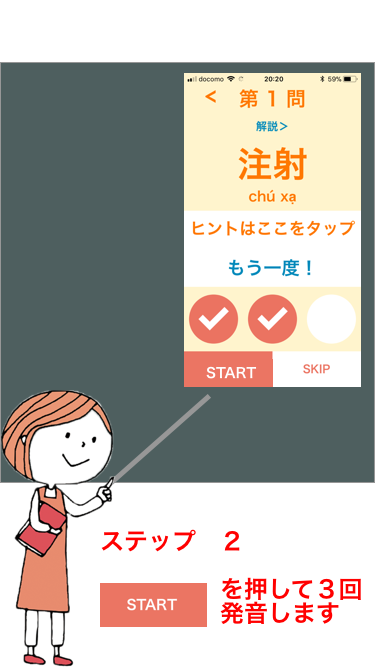 docomo 20:20 59%
< 第1問
解説>
注射
chú xạ
ヒントはここをタップ
もう一度！
START SKIP
ステップ 2
START を押して3回
発音します